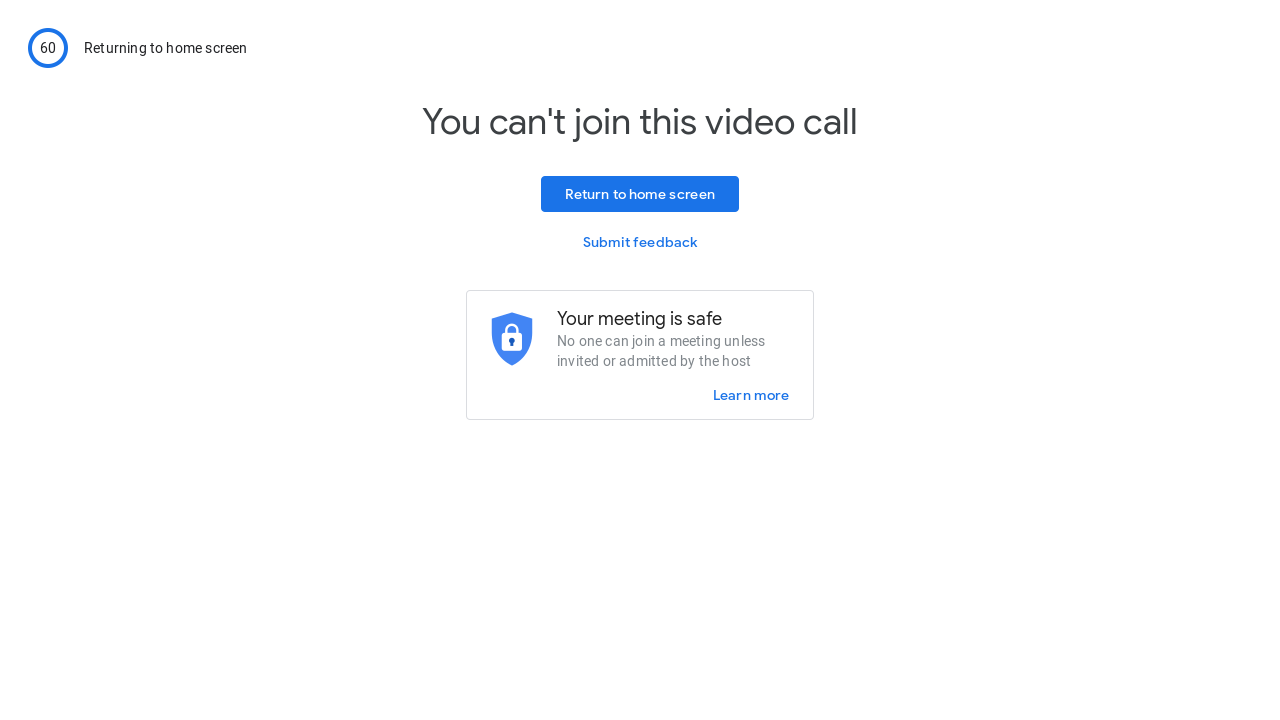 60
Returning to home screen
You can't join this video call
Return to home screen
Submit feedback
Your meeting is safe
No one can join a meeting unless
invited or admitted by the host
Learn more